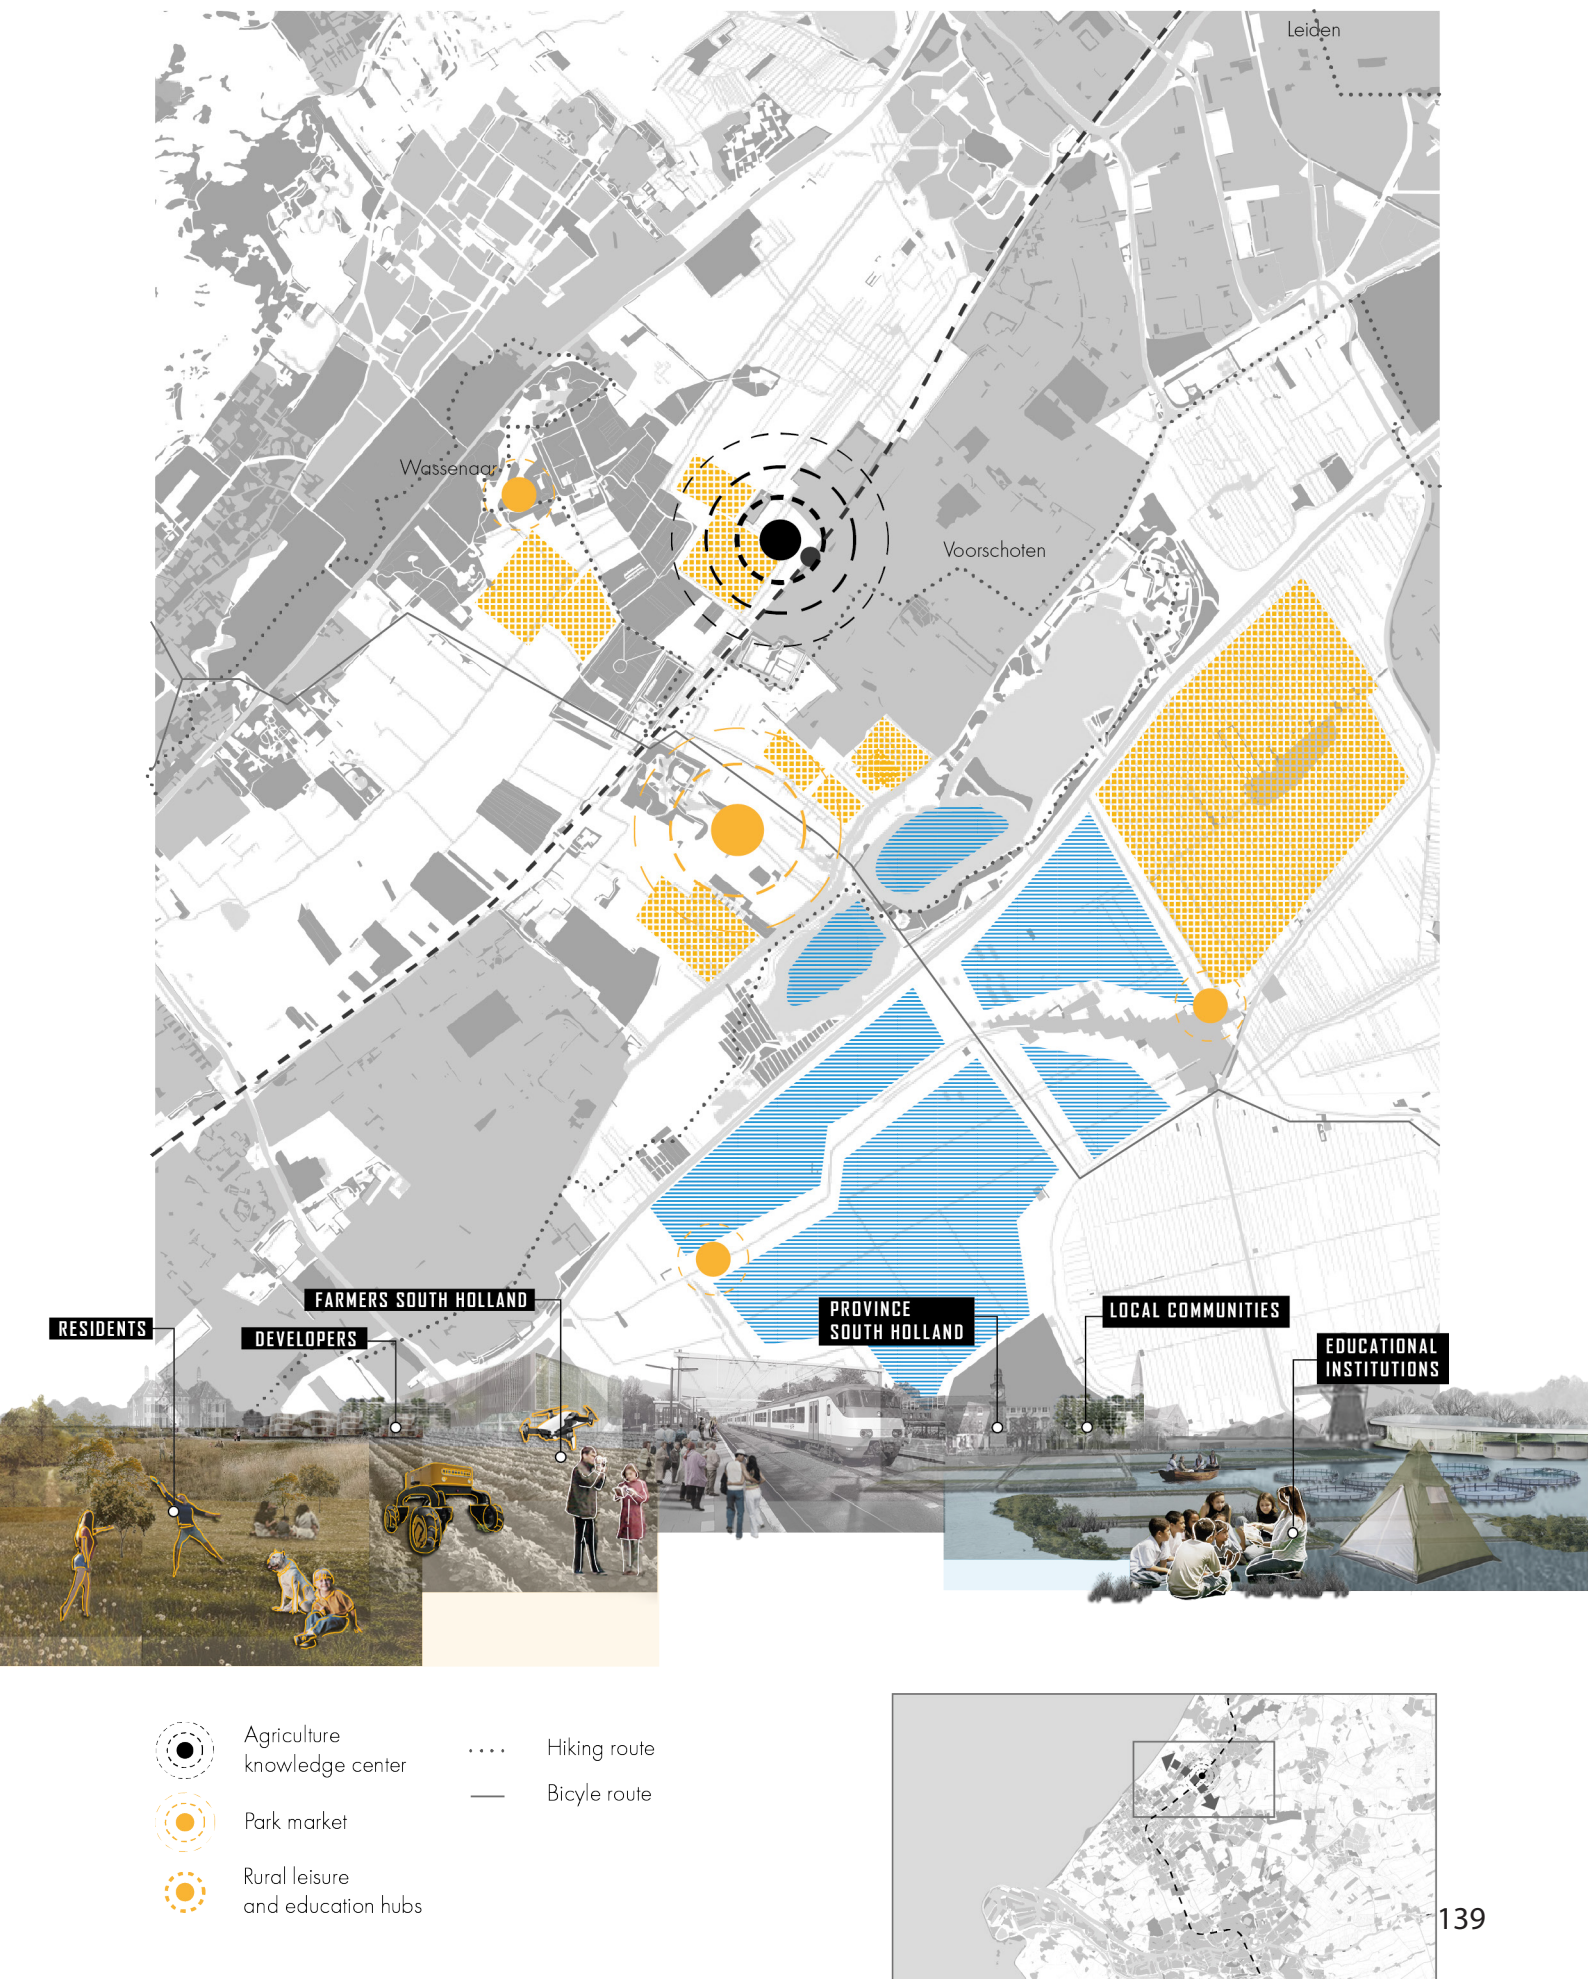 Leiden
Wassenaar
Voorschoten
FARMERS SOUTH HOLLAND
RESIDENTS
DEVELOPERS
PROVINCE
SOUTH HOLLAND
LOCAL COMMUNITIES
EDUCATIONAL
INSTITUTIONS
Agriculture
knowledge center
Park market
Rural leisure
and education hubs
Hiking route
Bicyle route
139